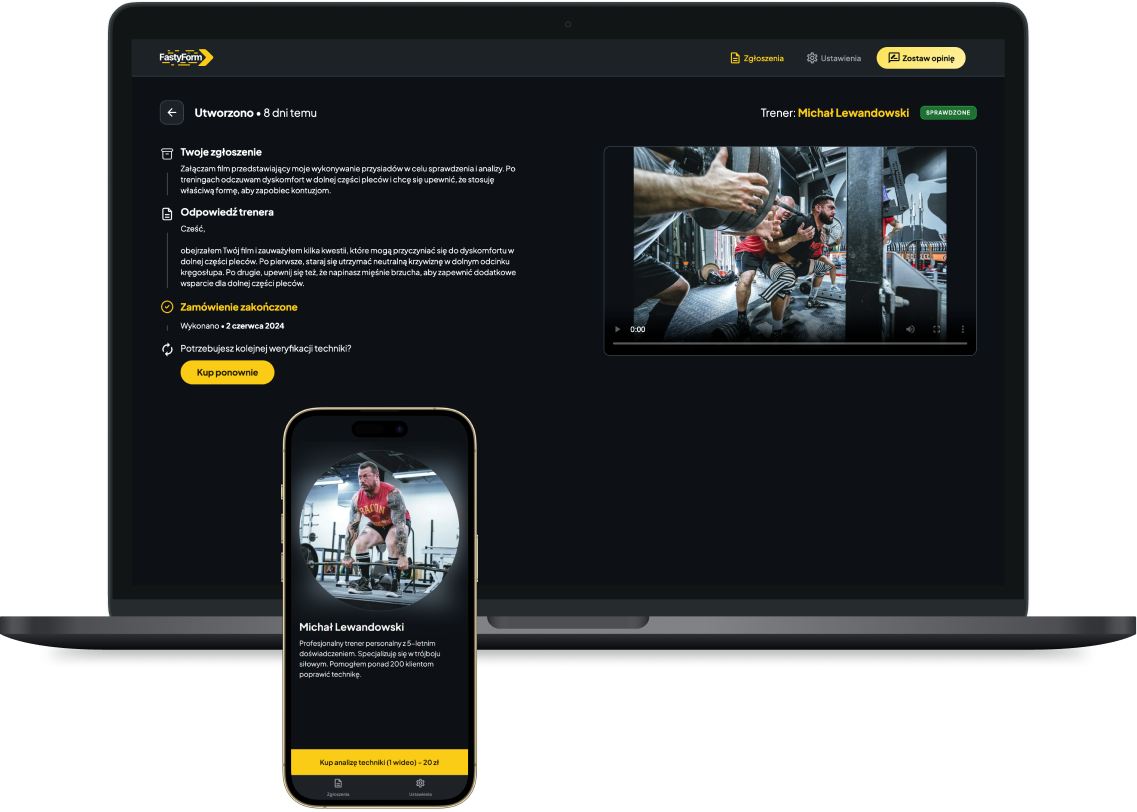 FastyForm
Zgłoszenia
Ustawienia
Zostaw opinię
Utworzono • 8 dni temu
Trener: Michał Lewandowski
SPRAWDZONE
Twoje zgłoszenie
Załączam film przedstawiający moje wykonywanie przysiadów w celu sprawdzenia i analizy. Po
treningach odczuwam dyskomfort w dolnej części pleców i chcę się upewnić, że stosuję
właściwą formę, aby zapobiec kontuzjom.
Odpowiedź trenera
Cześć,
obejrzałem Twój film i zauważyłem kilka kwestii, które mogą przyczyniać się do dyskomfortu w
dolnej części pleców. Po pierwsze, staraj się utrzymać neutralną krzywiznę w dolnym odcinku
kręgosłupa. Po drugie, upewnij się też, że napinasz mięśnie brzucha, aby zapewnić dodatkowe
wsparcie dla dolnej części pleców.
Zamówienie zakończone
Wykonano • 2 czerwca 2024
Potrzebujesz kolejnej weryfikacji techniki?
Kup ponownie
0:00
BACON
Michał Lewandowski
Profesjonalny trener personalny z 5-letnim
doświadczeniem. Specjalizuję się w trójboju
siłowym. Pomogłem ponad 200 klientom
poprawić technikę.
Kup analizę techniki (1 wideo) – 20 zł
Zgłoszenia
Ustawienia